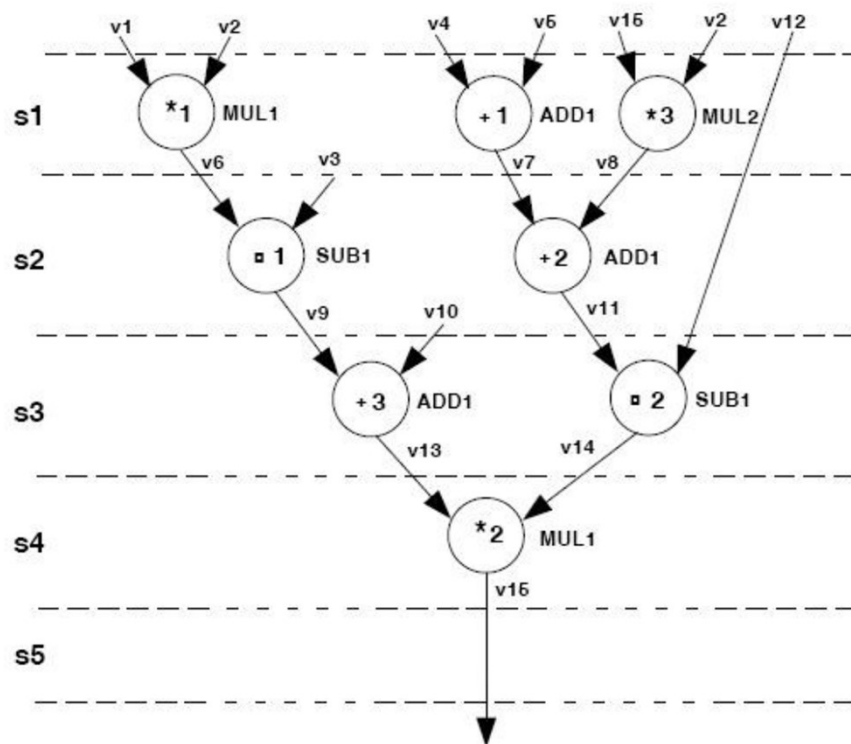 v1 v2 v4 v5 v15 v2 v12
s1 *1 MUL1 +1 ADD1 *3 MUL2
v6 v3 v7 v8
s2 ¤ 1 SUB1 +2 ADD1
v9 v10 v11
s3 +3 ADD1 ¤ 2 SUB1
v13 v14
s4 *2 MUL1
v15
s5